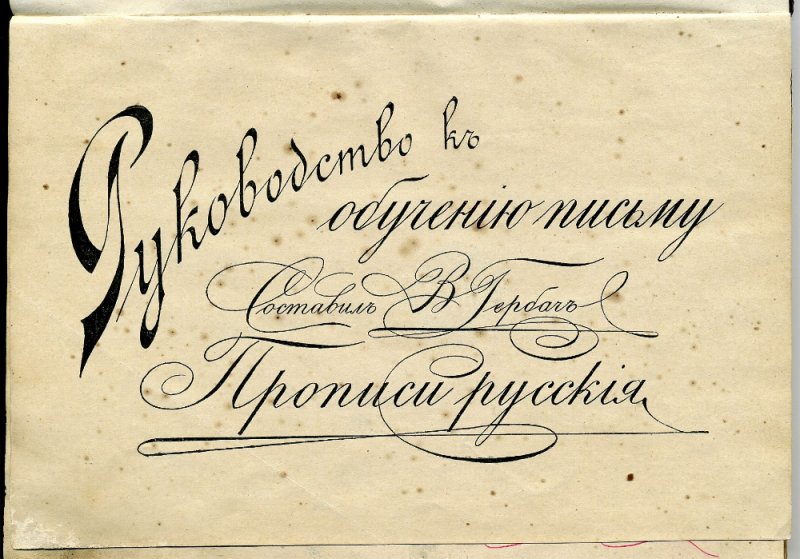 Руководство къ
обученію письму
Составилъ В Гербачъ
Прописи русскія